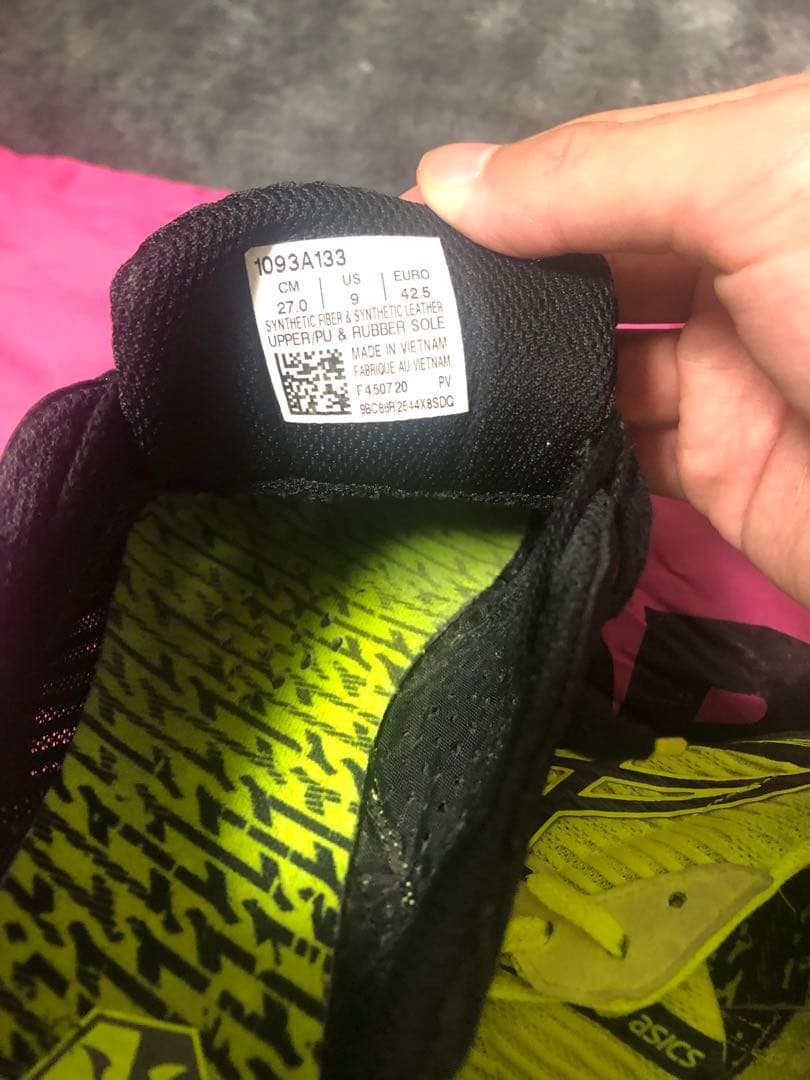 1093A133
CM | US | EURO
27.0 | 9 | 42.5
SYNTHETIC FIBER & SYNTHETIC LEATHER
UPPER/PU & RUBBER SOLE
MADE IN VIETNAM
FABRIQUE AU VIETNAM
F450720 PV
9BC86R2644X8SDQ
asics